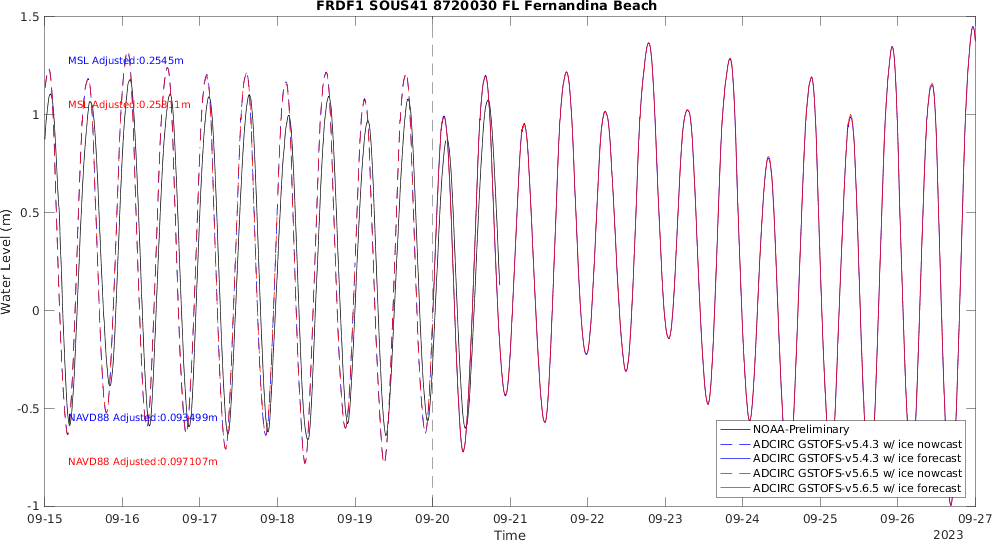 FRDF1 SOUS41 8720030 FL Fernandina Beach
1.5
1
0.5
0
-0.5
-1
Water Level (m)
MSL Adjusted:0.2545m
MSL Adjusted:0.25811m
NAVD88 Adjusted:0.093499m
NAVD88 Adjusted:0.097107m
NOAA-Preliminary
ADCIRC GSTOFS-v5.4.3 w/ ice nowcast
ADCIRC GSTOFS-v5.4.3 w/ ice forecast
ADCIRC GSTOFS-v5.6.5 w/ ice nowcast
ADCIRC GSTOFS-v5.6.5 w/ ice forecast
09-15 09-16 09-17 09-18 09-19 09-20 09-21 09-22 09-23 09-24 09-25 09-26 09-27
Time
2023